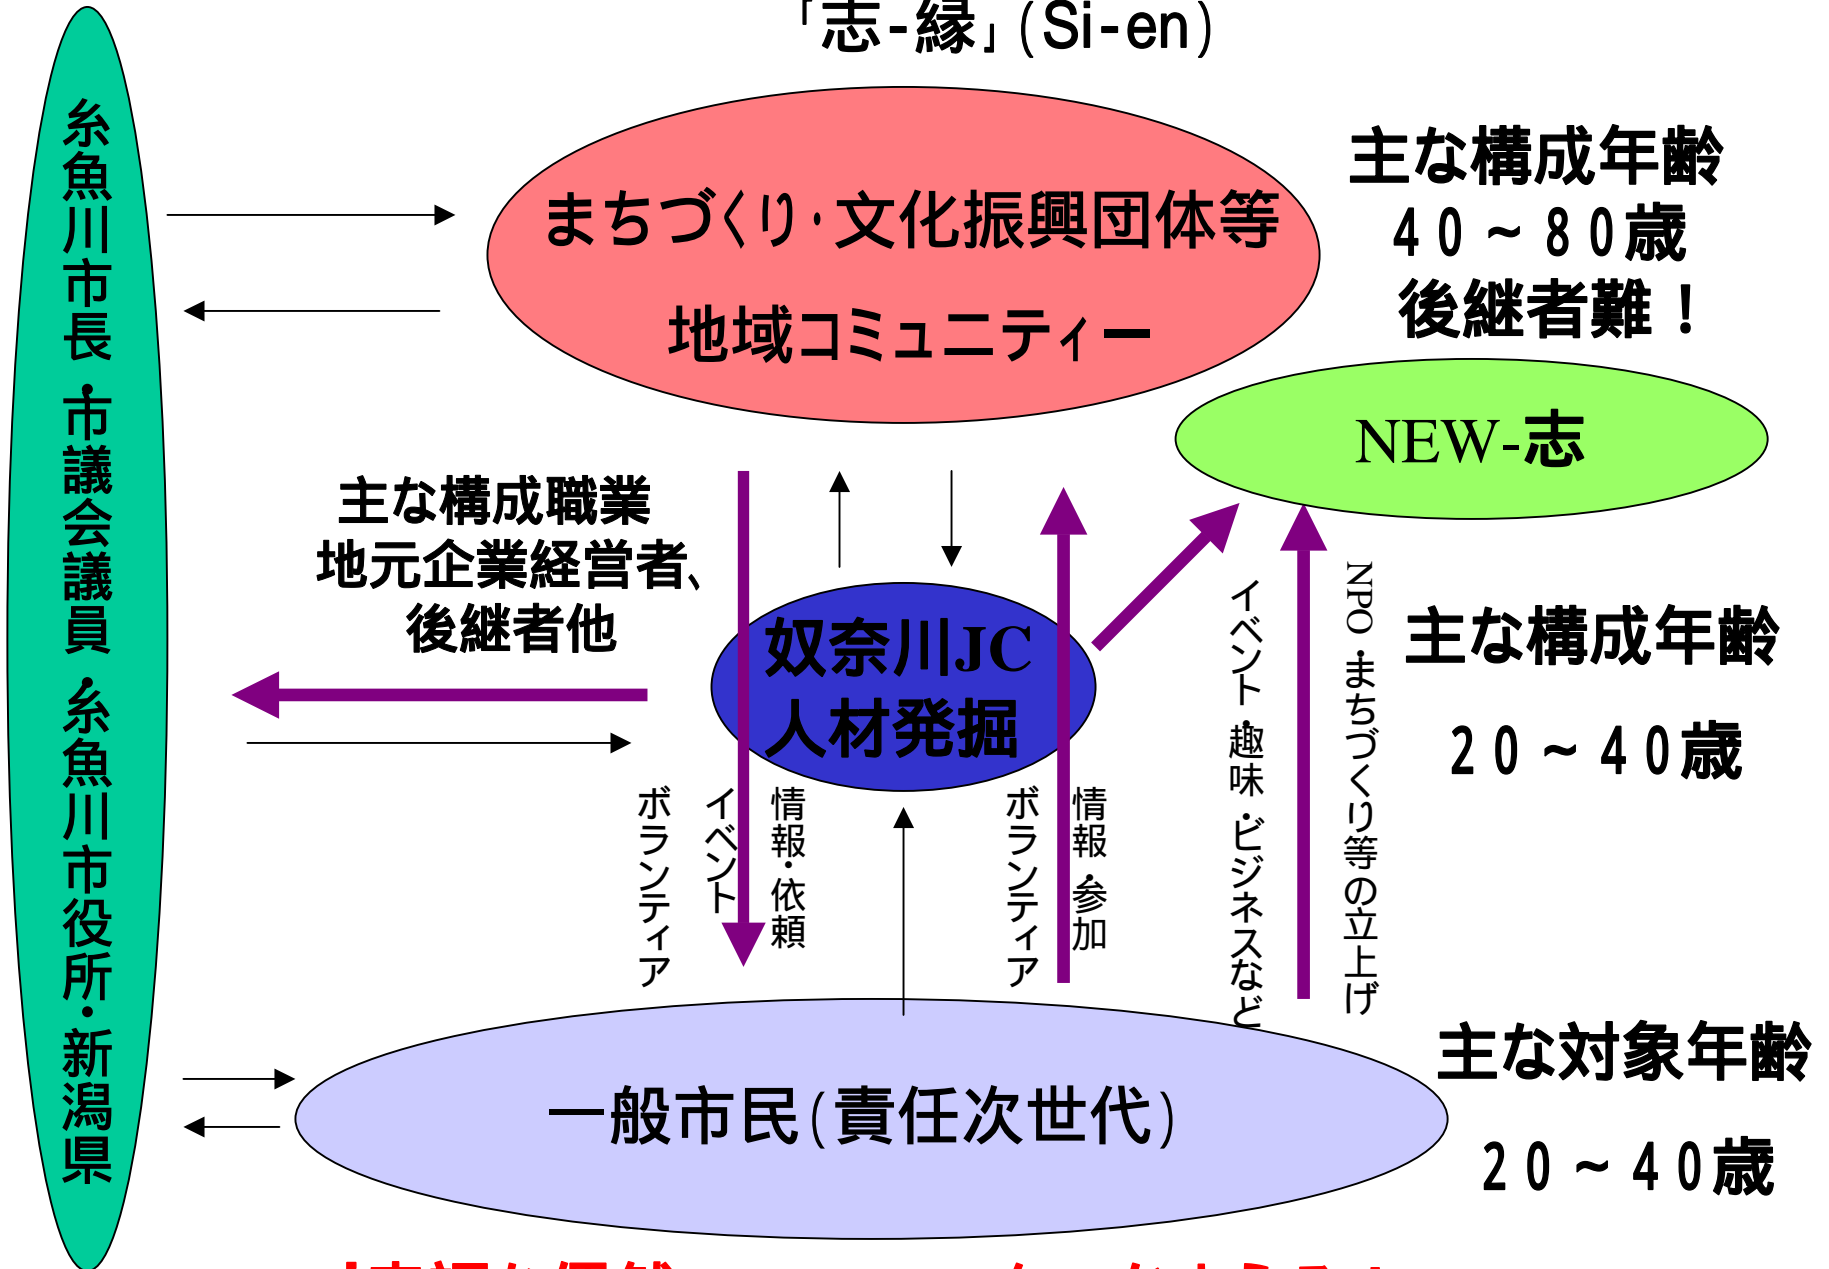 「志-縁」(Si-en)
糸魚川市長・市議会議員・糸魚川市役所・新潟県
まちづくり・文化振興団体等
地域コミュニティー
主な構成年齢
40~80歳
後継者難!
NEW-志
主な構成職業
地元企業経営者、
後継者他
奴奈川JC
人材発掘
主な構成年齢
20~40歳
ボランティア
イベント
情報・依頼
ボランティア
情報・参加
イベント・趣味・ビジネスなど
NPO・まちづくり等の立上げ
一般市民(責任次世代)
主な対象年齢
20~40歳